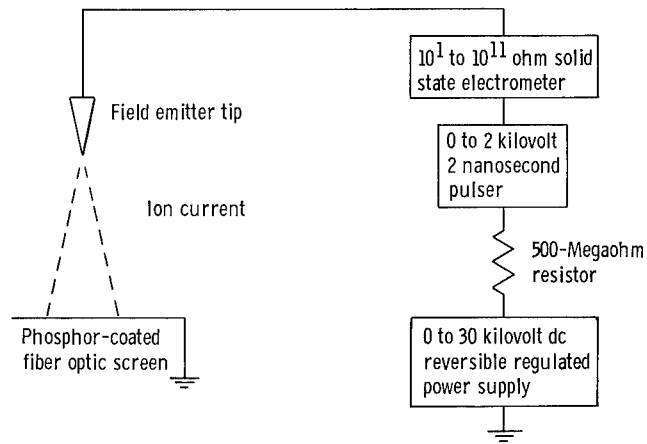 10¹ to 10¹¹ ohm solid
state electrometer
Field emitter tip
0 to 2 kilovolt
2 nanosecond
pulser
Ion current
500-Megaohm
resistor
Phosphor-coated
fiber optic screen
0 to 30 kilovolt dc
reversible regulated
power supply